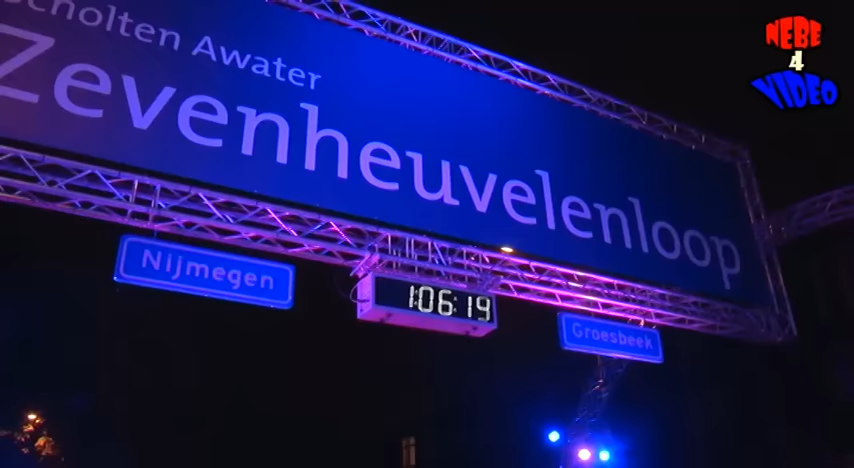 cholten Awater
Zevenheuvelenloop
Nijmegen
1:06:19
Groesbeek
NEBE
4
VIDEO